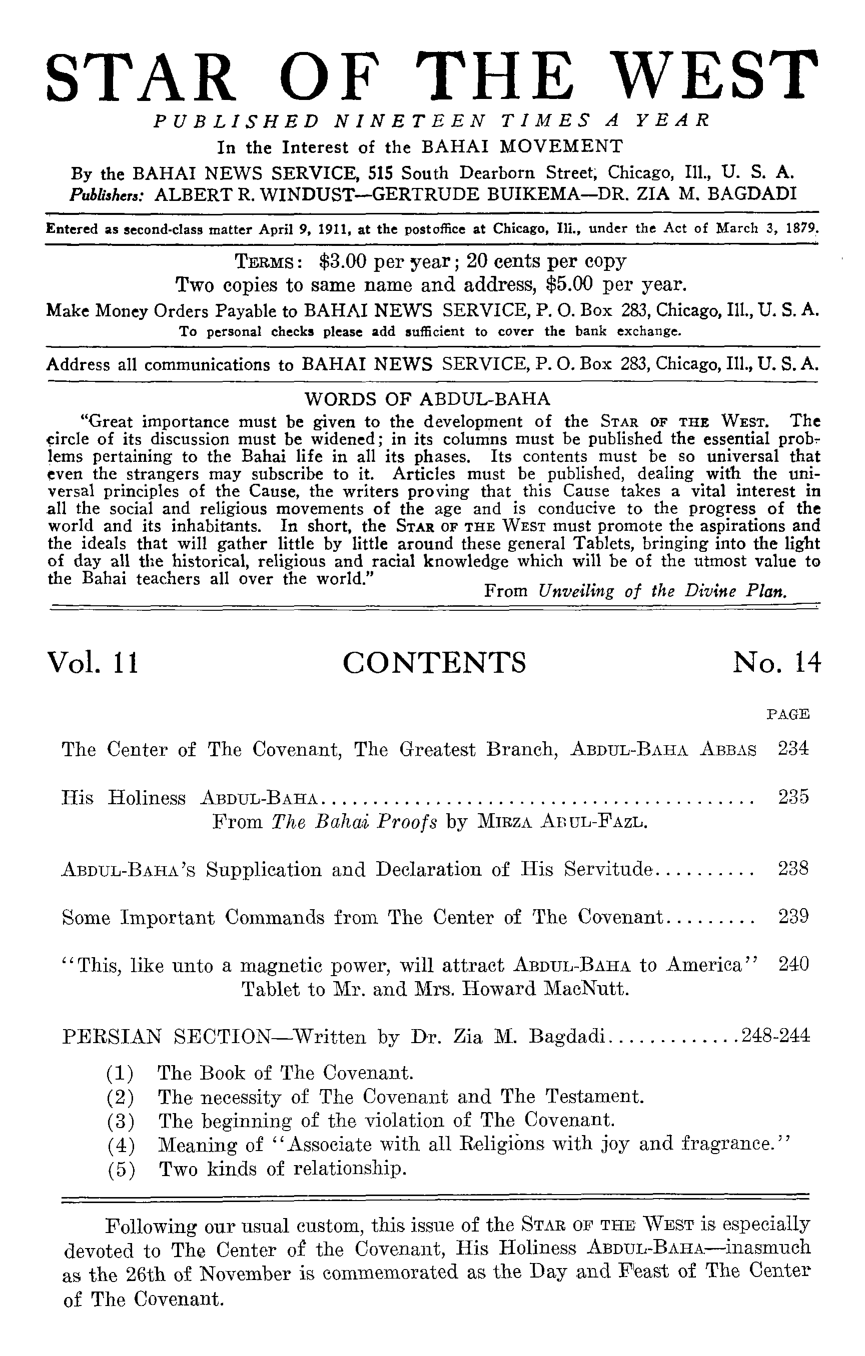 STAR OF THE WEST
PUBLISHED NINETEEN TIMES A YEAR
In the Interest of the BAHAI MOVEMENT
By the BAHAI NEWS SERVICE, 515 South Dearborn Street, Chicago, Ill., U. S. A.
Publishers: ALBERT R. WINDUST—GERTRUDE BUIKEMA—DR. ZIA M. BAGDADI
Entered as second-class matter April 9, 1911, at the postoffice at Chicago, Ill., under the Act of March 3, 1879.
TERMS: $3.00 per year; 20 cents per copy
Two copies to same name and address, $5.00 per year.
Make Money Orders Payable to BAHAI NEWS SERVICE, P. O. Box 283, Chicago, Ill., U. S. A.
To personal checks please add sufficient to cover the bank exchange.
Address all communications to BAHAI NEWS SERVICE, P. O. Box 283, Chicago, Ill., U. S. A.
WORDS OF ABDUL-BAHA
"Great importance must be given to the development of the STAR OF THE WEST. The
circle of its discussion must be widened; in its columns must be published the essential prob-
lems pertaining to the Bahai life in all its phases. Its contents must be so universal that
even the strangers may subscribe to it. Articles must be published, dealing with the uni-
versal principles of the Cause, the writers proving that this Cause takes a vital interest in
all the social and religious movements of the age and is conducive to the progress of the
world and its inhabitants. In short, the STAR OF THE WEST must promote the aspirations and
the ideals that will gather little by little around these general Tablets, bringing into the light
of day all the historical, religious and racial knowledge which will be of the utmost value to
the Bahai teachers all over the world."
From Unveiling of the Divine Plan.
Vol. 11 CONTENTS No. 14
PAGE
The Center of The Covenant, The Greatest Branch, ABDUL-BAHA ABBAS 234
His Holiness ABDUL-BAHA.......................................... 235
From The Bahai Proofs by MIRZA ABUL-FAZL.
ABDUL-BAHA's Supplication and Declaration of His Servitude.......... 238
Some Important Commands from The Center of The Covenant......... 239
"This, like unto a magnetic power, will attract ABDUL-BAHA to America" 240
Tablet to Mr. and Mrs. Howard MacNutt.
PERSIAN SECTION—Written by Dr. Zia M. Bagdadi.............248-244
(1) The Book of The Covenant.
(2) The necessity of The Covenant and The Testament.
(3) The beginning of the violation of The Covenant.
(4) Meaning of "Associate with all Religions with joy and fragrance."
(5) Two kinds of relationship.
Following our usual custom, this issue of the STAR OF THE WEST is especially
devoted to The Center of the Covenant, His Holiness ABDUL-BAHA—inasmuch
as the 26th of November is commemorated as the Day and Feast of The Center
of The Covenant.